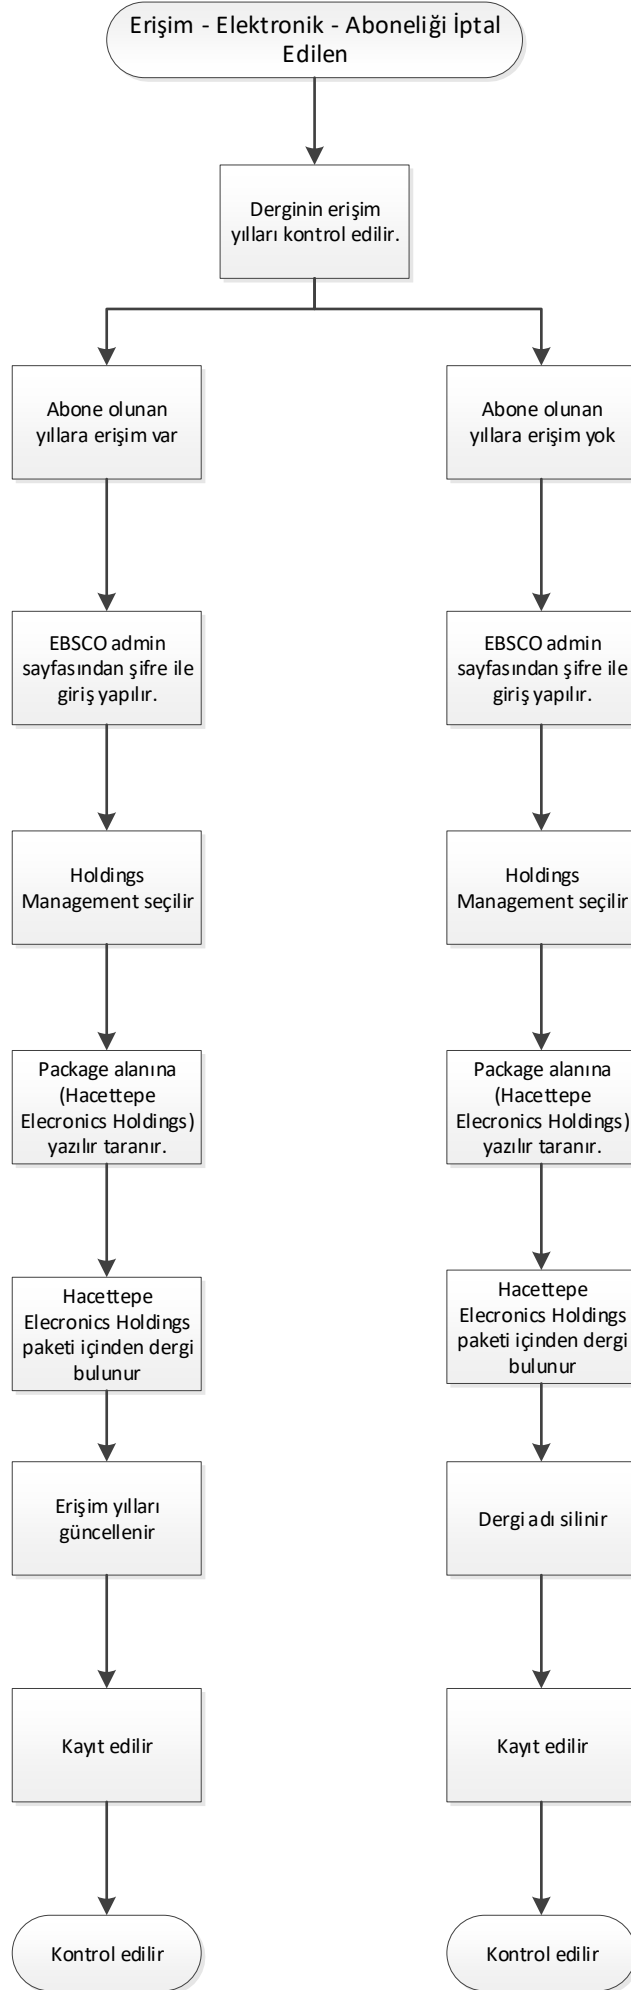 Erişim - Elektronik - Aboneliği İptal
Edilen
Derginin erişim
yılları kontrol edilir.
Abone olunan
yıllara erişim var
EBSCO admin
sayfasından şifre ile
giriş yapılır.
Holdings
Management seçilir
Package alanına
(Hacettepe
Elecronics Holdings)
yazılır taranır.
Hacettepe
Elecronics Holdings
paketi içinden dergi
bulunur
Erişim yılları
güncellenir
Kayıt edilir
Kontrol edilir
Abone olunan
yıllara erişim yok
EBSCO admin
sayfasından şifre ile
giriş yapılır.
Holdings
Management seçilir
Package alanına
(Hacettepe
Elecronics Holdings)
yazılır taranır.
Hacettepe
Elecronics Holdings
paketi içinden dergi
bulunur
Dergi adı silinir
Kayıt edilir
Kontrol edilir